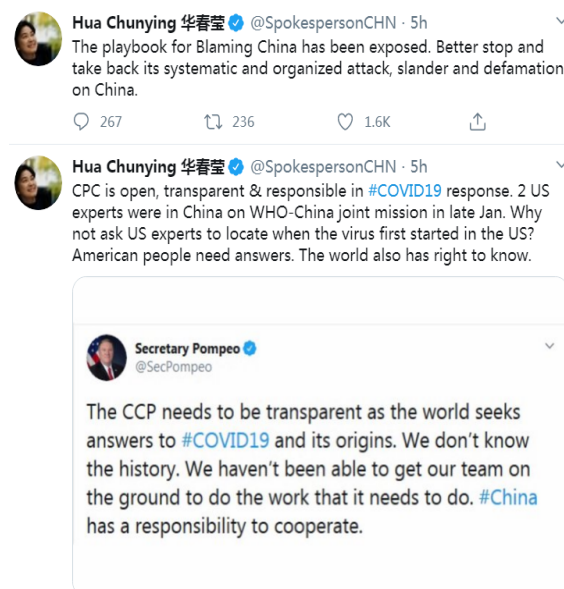 Hua Chunying 华春莹 @SpokespersonCHN · 5h
The playbook for Blaming China has been exposed. Better stop and
take back its systematic and organized attack, slander and defamation
on China.
267 236 1.6K
Hua Chunying 华春莹 @SpokespersonCHN · 5h
CPC is open, transparent & responsible in #COVID19 response. 2 US
experts were in China on WHO-China joint mission in late Jan. Why
not ask US experts to locate when the virus first started in the US?
American people need answers. The world also has right to know.
Secretary Pompeo
@SecPompeo
The CCP needs to be transparent as the world seeks
answers to #COVID19 and its origins. We don't know
the history. We haven't been able to get our team on
the ground to do the work that it needs to do. #China
has a responsibility to cooperate.